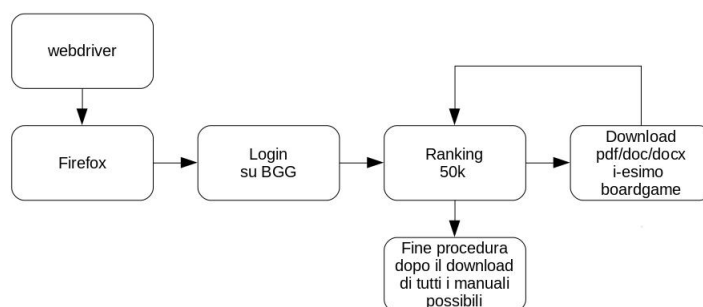 webdriver
Firefox
Login
su BGG
Ranking
50k
Download
pdf/doc/docx
i-esimo
boardgame
Fine procedura
dopo il download
di tutti i manuali
possibili